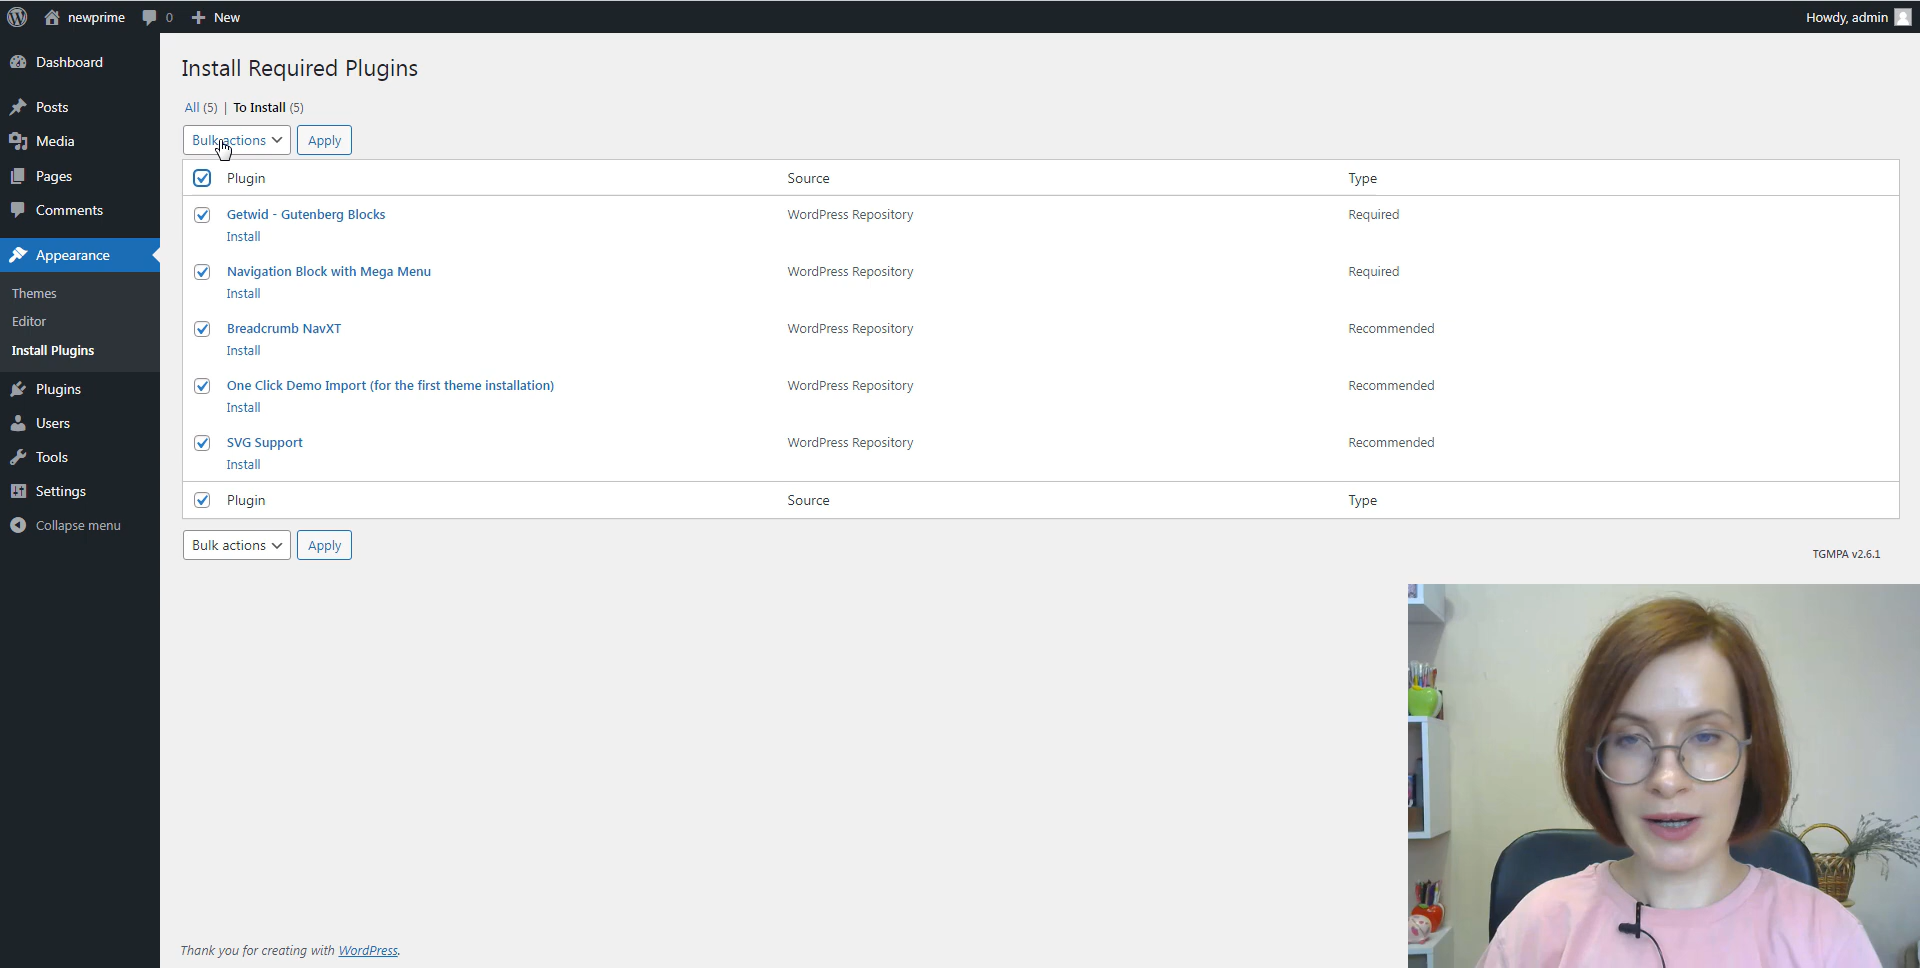 newprime
0
New
Howdy, admin
Dashboard
Posts
Media
Pages
Comments
Appearance
Themes
Editor
Install Plugins
Plugins
Users
Tools
Settings
Collapse menu
Install Required Plugins
All (5) | To Install (5)
Bulk actions
Apply
Plugin Source Type
Getwid - Gutenberg Blocks WordPress Repository Required
Install
Navigation Block with Mega Menu WordPress Repository Required
Install
Breadcrumb NavXT WordPress Repository Recommended
Install
One Click Demo Import (for the first theme installation) WordPress Repository Recommended
Install
SVG Support WordPress Repository Recommended
Install
Plugin Source Type
Bulk actions
Apply
TGMPA v2.6.1
Thank you for creating with WordPress.